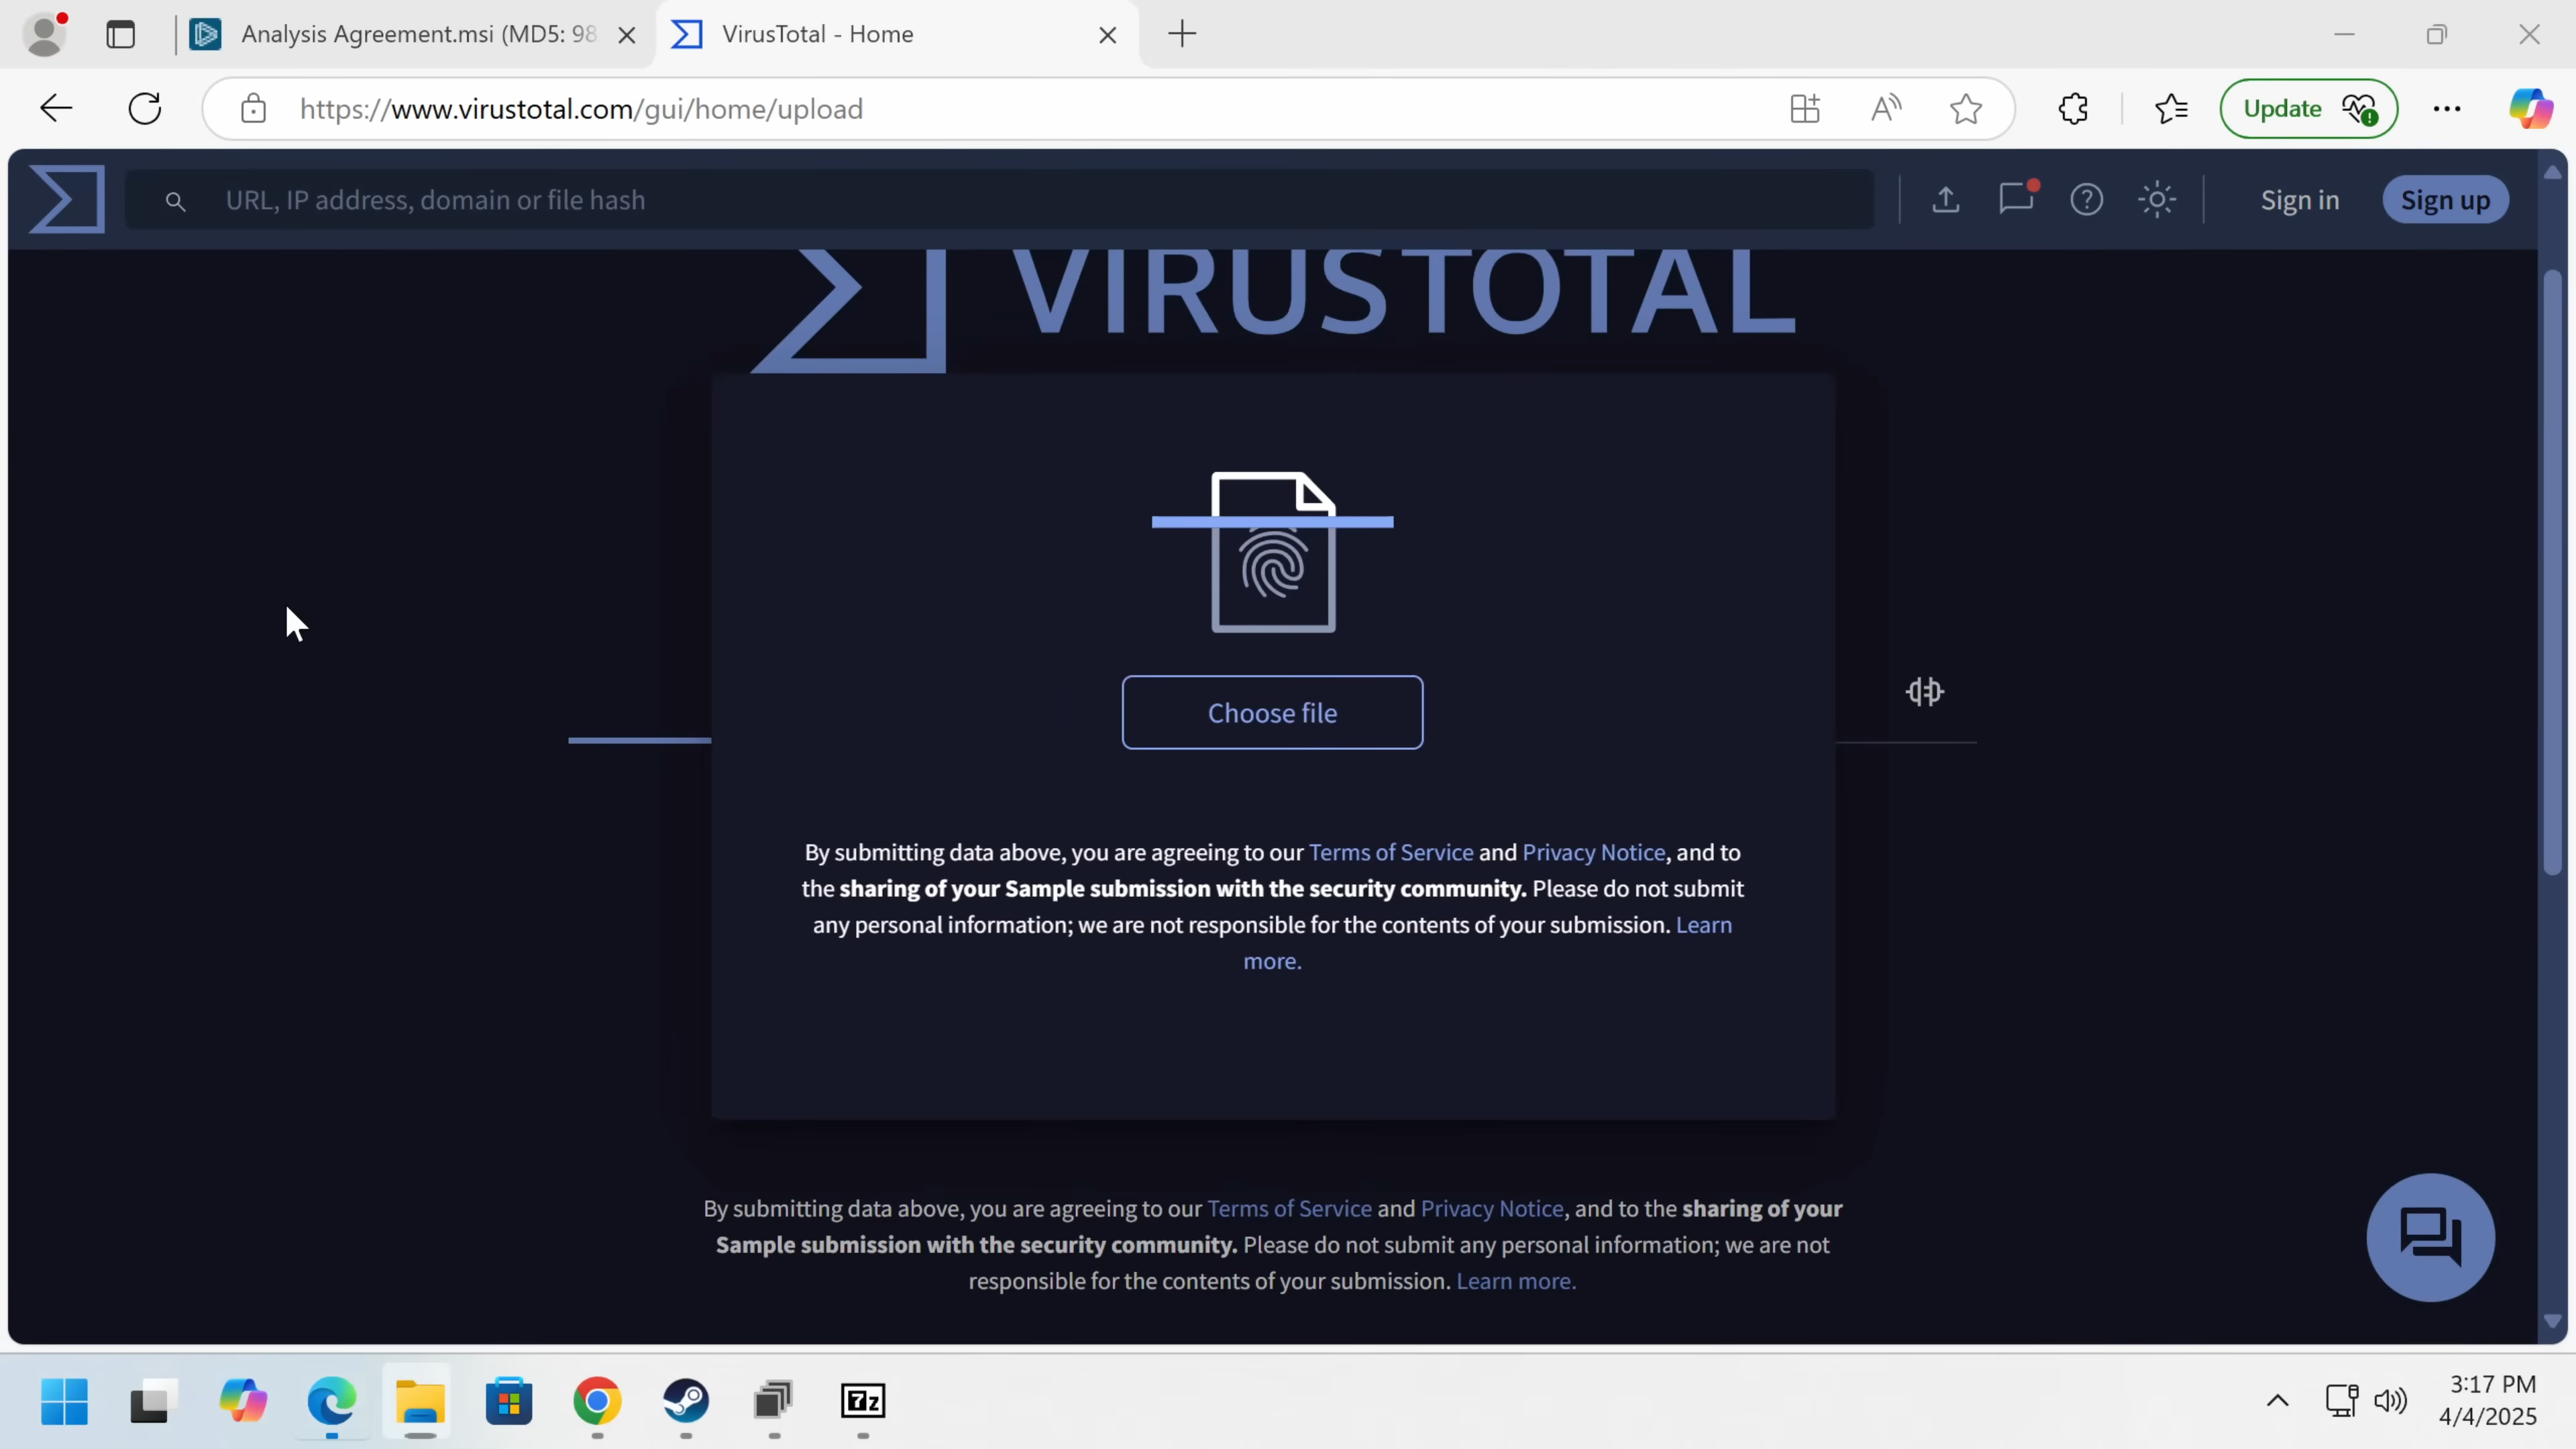 Analysis Agreement.msi (MD5: 98
VirusTotal - Home
https://www.virustotal.com/gui/home/upload
Update
URL, IP address, domain or file hash
Sign in
Sign up
VIRUSTOTAL
Choose file
By submitting data above, you are agreeing to our Terms of Service and Privacy Notice, and to
the sharing of your Sample submission with the security community. Please do not submit
any personal information; we are not responsible for the contents of your submission. Learn
more.
By submitting data above, you are agreeing to our Terms of Service and Privacy Notice, and to the sharing of your
Sample submission with the security community. Please do not submit any personal information; we are not
responsible for the contents of your submission. Learn more.
7z
3:17 PM
4/4/2025